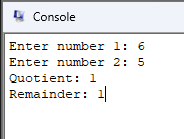 Console
Enter number 1: 6
Enter number 2: 5
Quotient: 1
Remainder: 1